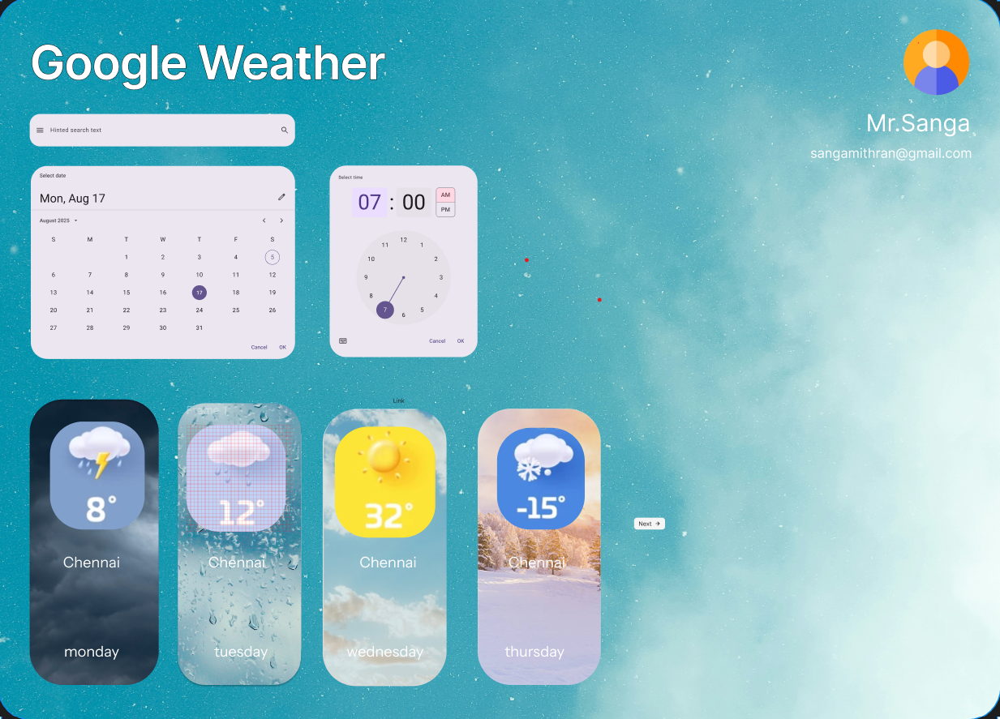 Google Weather
Mr.Sanga
sangamithran@gmail.com
Hinted search text
Select date
Mon, Aug 17
August 2025
S M T W T F S
1 2 3 4 5
6 7 8 9 10 11 12
13 14 15 16 17 18 19
20 21 22 23 24 25 26
27 28 29 30 31
Cancel OK
Select time
07 : 00
AM
PM
12
11 1
10 2
9 3
8 4
7 5
6
Cancel OK
Link
8°
Chennai
monday
12°
Chennai
tuesday
32°
Chennai
wednesday
-15°
Chennai
thursday
Next